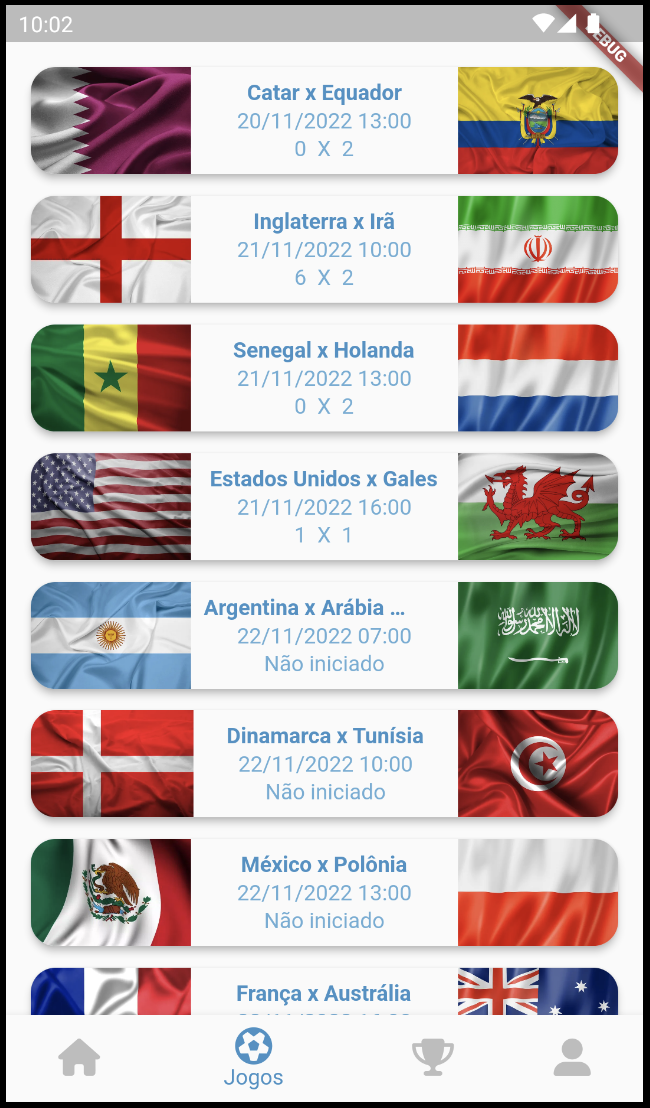 10:02
Catar x Equador
20/11/2022 13:00
0 X 2
Inglaterra x Irã
21/11/2022 10:00
6 X 2
Senegal x Holanda
21/11/2022 13:00
0 X 2
Estados Unidos x Gales
21/11/2022 16:00
1 X 1
Argentina x Arábia ...
22/11/2022 07:00
Não iniciado
Dinamarca x Tunísia
22/11/2022 10:00
Não iniciado
México x Polônia
22/11/2022 13:00
Não iniciado
França x Austrália
Jogos